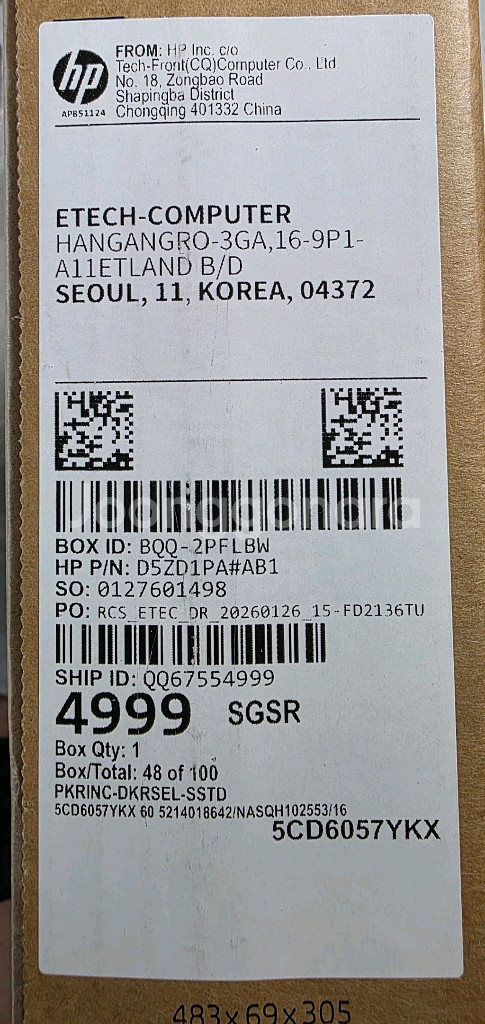 hp
APB51124
FROM: HP Inc. c/o
Tech-Front(CQ)Computer Co., Ltd
No. 18, Zongbao Road
Shapingba District
Chongqing 401332 China
ETECH-COMPUTER
HANGANGRO-3GA,16-9P1-
A11ETLAND B/D
SEOUL, 11, KOREA, 04372
joonggonara
BOX ID: BQQ-2PFLBW
HP P/N: D5ZD1PA#AB1
SO: 0127601498
PO: RCS_ETEC_DR_20260126_15-FD2136TU
SHIP ID: QQ67554999
4999 SGSR
Box Qty: 1
Box/Total: 48 of 100
PKRINC-DKRSEL-SSTD
5CD6057YKX 60 5214018642/NASQH102553/16
5CD6057YKX
483x69x305